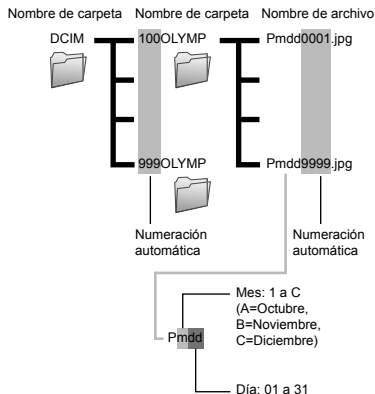 Nombre de carpeta Nombre de carpeta Nombre de archivo
DCIM 100OLYMP Pmdd0001.jpg
999OLYMP Pmdd9999.jpg
Numeración automática
Numeración automática
Pmdd
Mes: 1 a C
(A=Octubre,
B=Noviembre,
C=Diciembre)
Día: 01 a 31